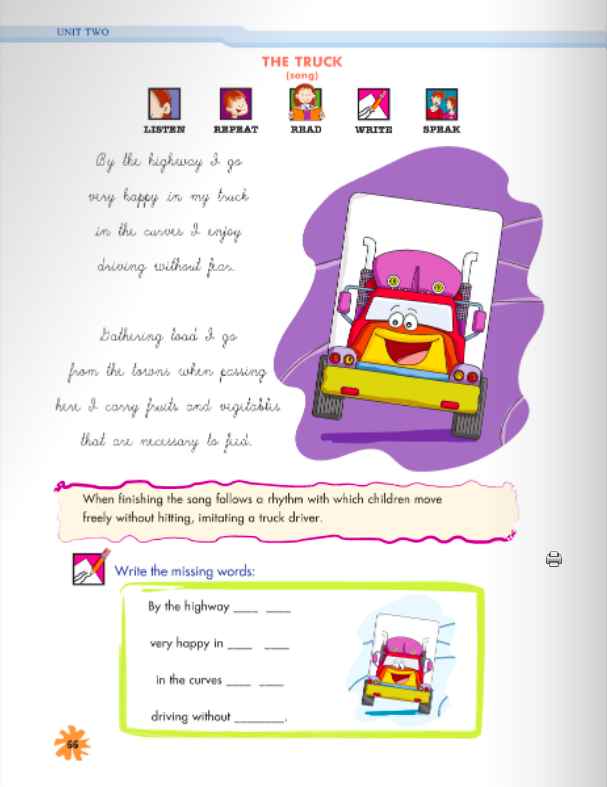 UNIT TWO
THE TRUCK
(song)
LISTEN REPEAT READ WRITE SPEAK
By the highway I go
very happy in my truck
in the curves I enjoy
driving without fear.
Gathering load I go
from the towns when passing
here I carry fruits and vegitables
that are necessary to feed.
When finishing the song follows a rhythm with which children move
freely without hitting, imitating a truck driver.
Write the missing words:
By the highway ____ ____
very happy in ____ ____
in the curves ____ ____
driving without ________.
66